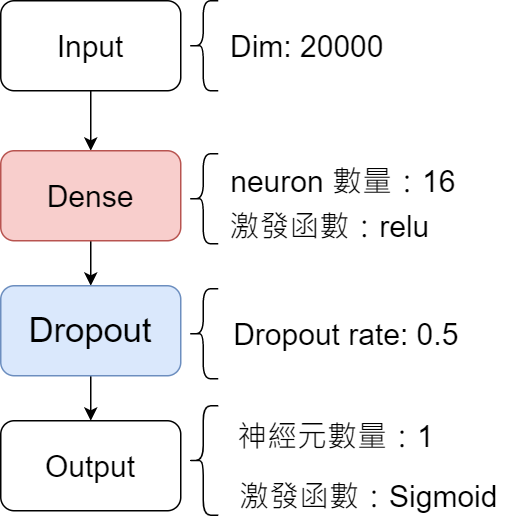 Input
Dim: 20000
Dense
neuron 數量：16
激發函數：relu
Dropout
Dropout rate: 0.5
Output
神經元數量：1
激發函數：Sigmoid